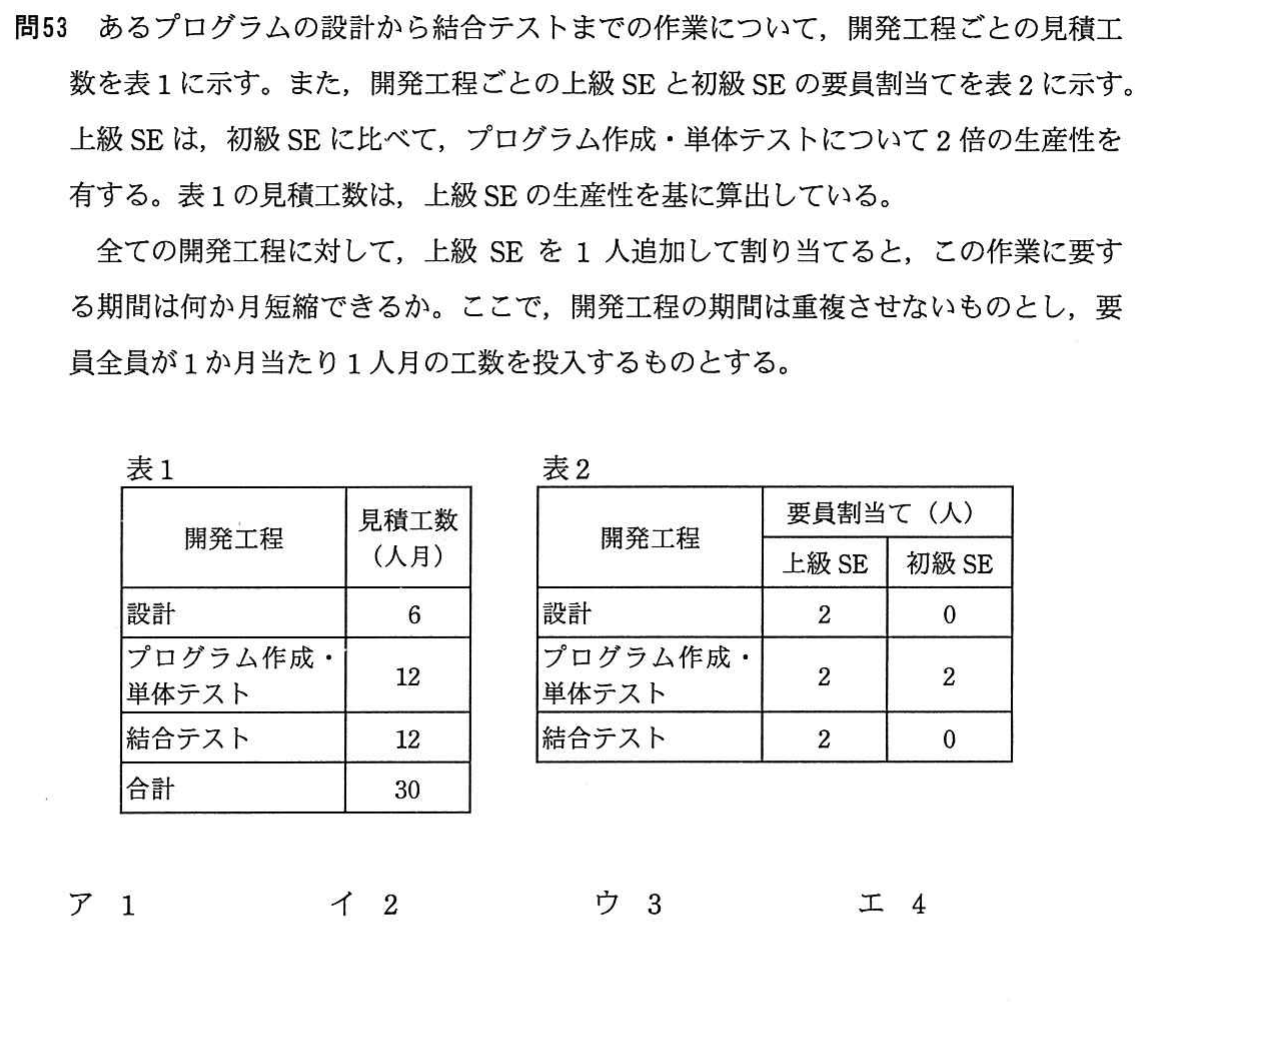 問53　あるプログラムの設計から結合テストまでの作業について，開発工程ごとの見積工
数を表1に示す。また，開発工程ごとの上級SEと初級SEの要員割当てを表2に示す。
上級SEは，初級SEに比べて，プログラム作成・単体テストについて2倍の生産性を
有する。表1の見積工数は，上級SEの生産性を基に算出している。
全ての開発工程に対して，上級SEを1人追加して割り当てると，この作業に要す
る期間は何か月短縮できるか。ここで，開発工程の期間は重複させないものとし，要
員全員が1か月当たり1人月の工数を投入するものとする。
表1
開発工程　見積工数
（人月）
設計　6
プログラム作成・
単体テスト　12
結合テスト　12
合計　30
表2
開発工程　要員割当て（人）
上級SE　初級SE
設計　2　0
プログラム作成・
単体テスト　2　2
結合テスト　2　0
ア　1　イ　2　ウ　3　エ　4